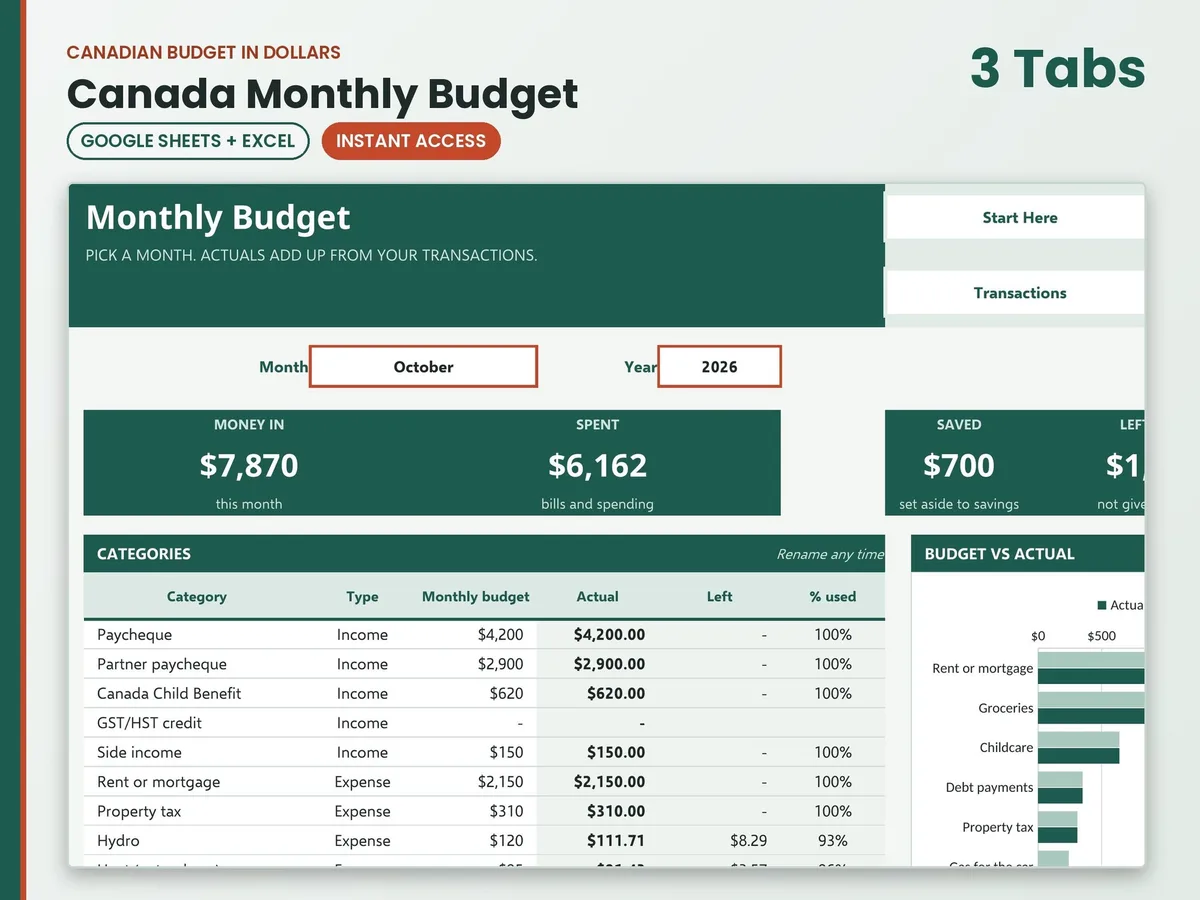 CANADIAN BUDGET IN DOLLARS
Canada Monthly Budget
3 Tabs
GOOGLE SHEETS + EXCEL
INSTANT ACCESS
Monthly Budget
PICK A MONTH. ACTUALS ADD UP FROM YOUR TRANSACTIONS.
Start Here
Transactions
Month October Year 2026
MONEY IN SPENT SAVED
$7,870 $6,162 $700
this month bills and spending set aside to savings
CATEGORIES Rename any time
Category Type Monthly budget Actual Left % used
Paycheque Income $4,200 $4,200.00 - 100%
Partner paycheque Income $2,900 $2,900.00 - 100%
Canada Child Benefit Income $620 $620.00 - 100%
GST/HST credit Income - -
Side income Income $150 $150.00 - 100%
Rent or mortgage Expense $2,150 $2,150.00 - 100%
Property tax Expense $310 $310.00 - 100%
Hydro Expense $120 $111.71 $8.29 93%
BUDGET VS ACTUAL
$0 $500
Rent or mortgage
Groceries
Childcare
Debt payments
Property tax